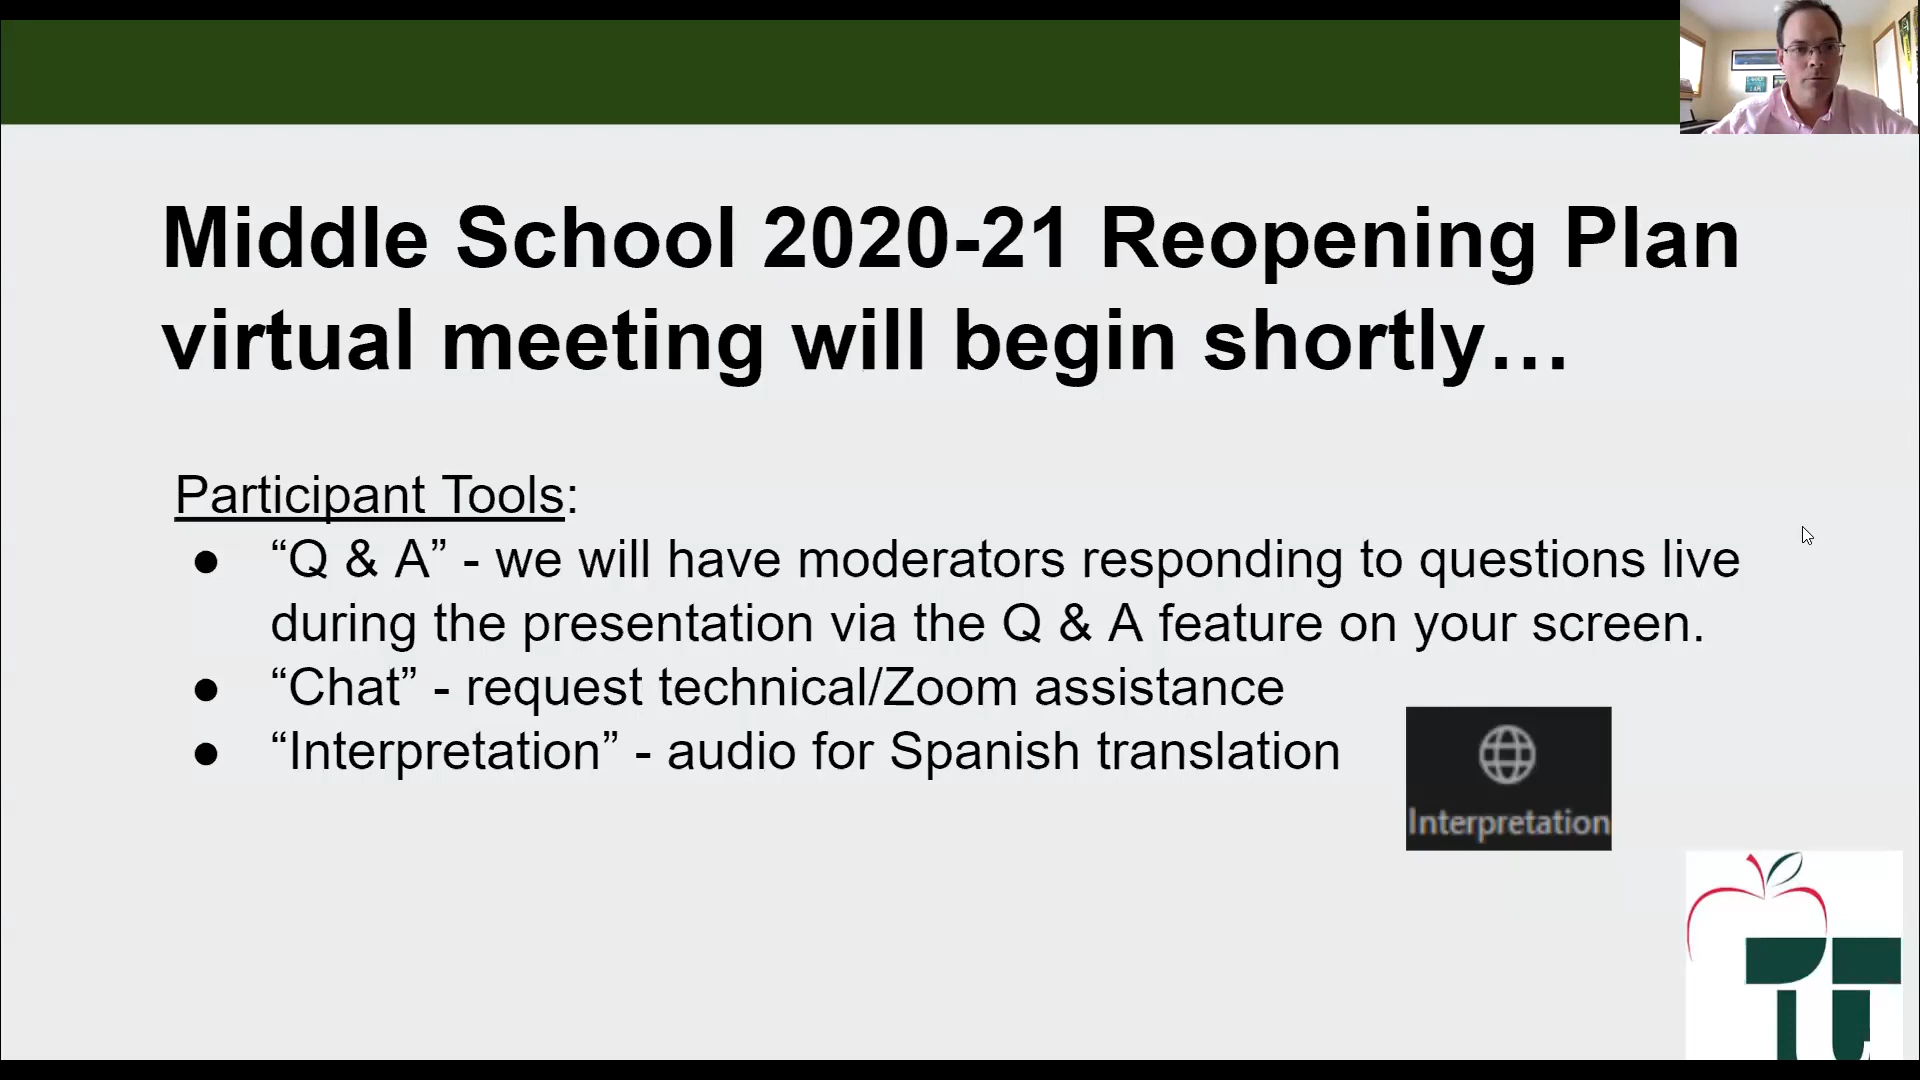 Middle School 2020-21 Reopening Plan
virtual meeting will begin shortly…
Participant Tools:
● “Q & A” - we will have moderators responding to questions live
during the presentation via the Q & A feature on your screen.
● “Chat” - request technical/Zoom assistance
● “Interpretation” - audio for Spanish translation
Interpretation